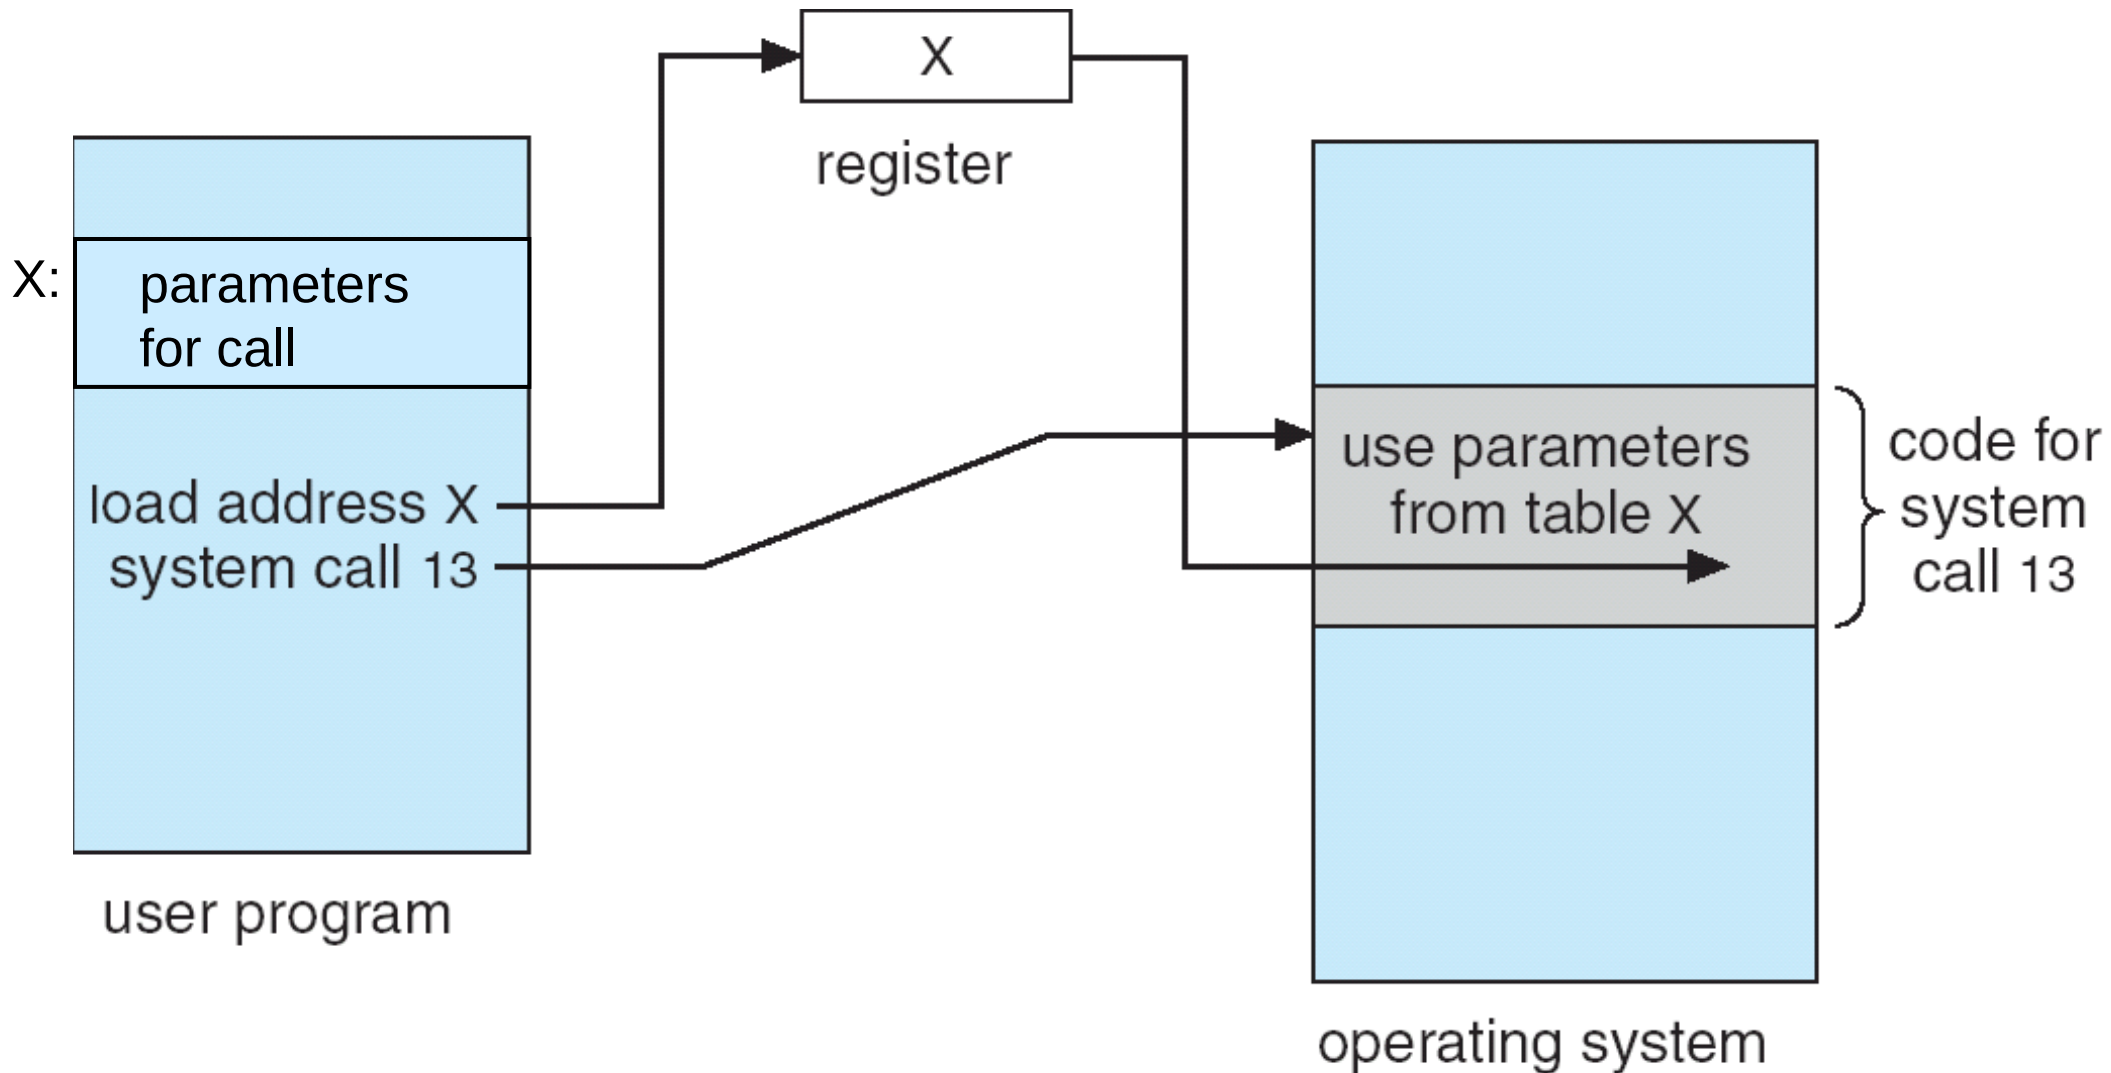 X
register
X:
parameters
for call
load address X
system call 13
use parameters
from table X
code for
system
call 13
user program
operating system